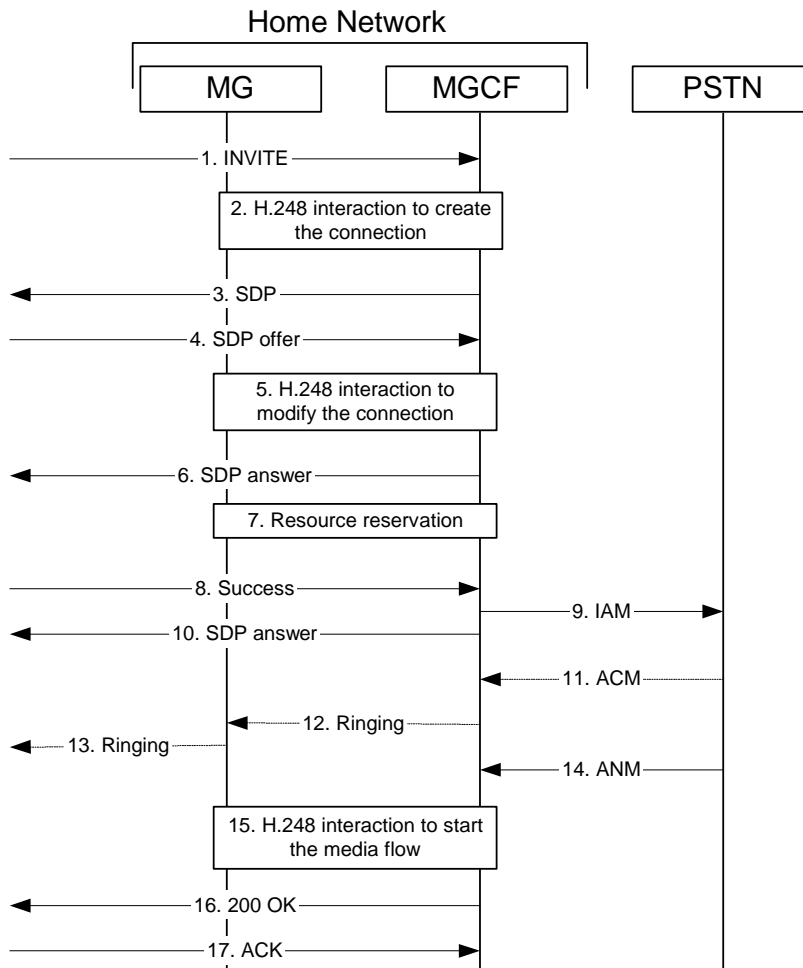 Home Network
MG
MGCF
PSTN
1. INVITE
2. H.248 interaction to create
the connection
3. SDP
4. SDP offer
5. H.248 interaction to
modify the connection
6. SDP answer
7. Resource reservation
8. Success
9. IAM
10. SDP answer
11. ACM
12. Ringing
13. Ringing
14. ANM
15. H.248 interaction to start
the media flow
16. 200 OK
17. ACK